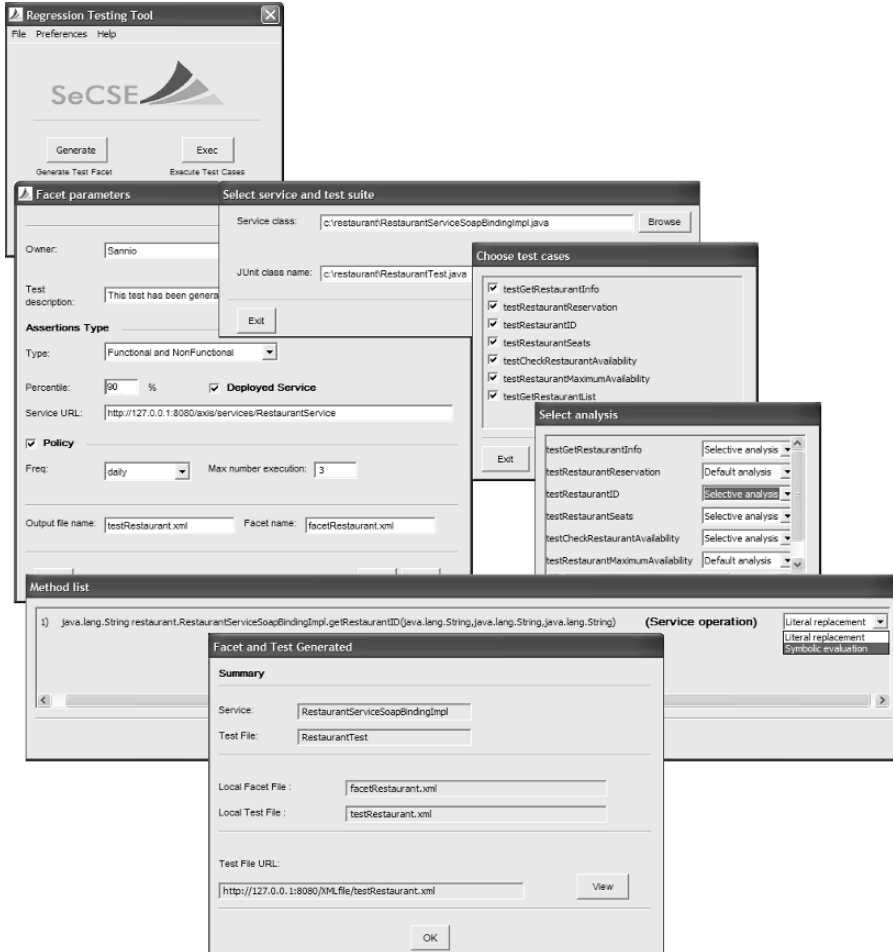 Regression Testing Tool
File Preferences Help
SeCSE
Generate Exec
Generate Test Facet Execute Test Cases
Facet parameters
Owner: Sannio
Test
description: This test has been genera
Assertions Type
Type: Functional and NonFunctional
Percentile: 90 % Deployed Service
Service URL: http://127.0.0.1:8080/axis/services/RestaurantService
Policy
Freq: daily Max number execution: 3
Output file name: testRestaurant.xml Facet name: facetRestaurant.xml
Select service and test suite
Service class: c:\restaurant\RestaurantServiceSoapBindingImpl.java Browse
JUnit class name: c:\restaurant\RestaurantTest.java
Exit
Choose test cases
testGetRestaurantInfo
testRestaurantReservation
testRestaurantID
testRestaurantSeats
testCheckRestaurantAvailability
testRestaurantMaximumAvailability
testGetRestaurantList
Exit
Select analysis
testGetRestaurantInfo Selective analysis
testRestaurantReservation Default analysis
testRestaurantID Selective analysis
testRestaurantSeats Selective analysis
testCheckRestaurantAvailability Selective analysis
testRestaurantMaximumAvailability Default analysis
Method list
1) java.lang.String restaurant.RestaurantServiceSoapBindingImpl.getRestaurantID(java.lang.String,java.lang.String,java.lang.String) (Service operation) Literal replacement
Literal replacement
Symbolic evaluation
Facet and Test Generated
Summary
Service: RestaurantServiceSoapBindingImpl
Test File: RestaurantTest
Local Facet File : facetRestaurant.xml
Local Test File : testRestaurant.xml
Test File URL:
http://127.0.0.1:8080/XMLfile/testRestaurant.xml View
OK